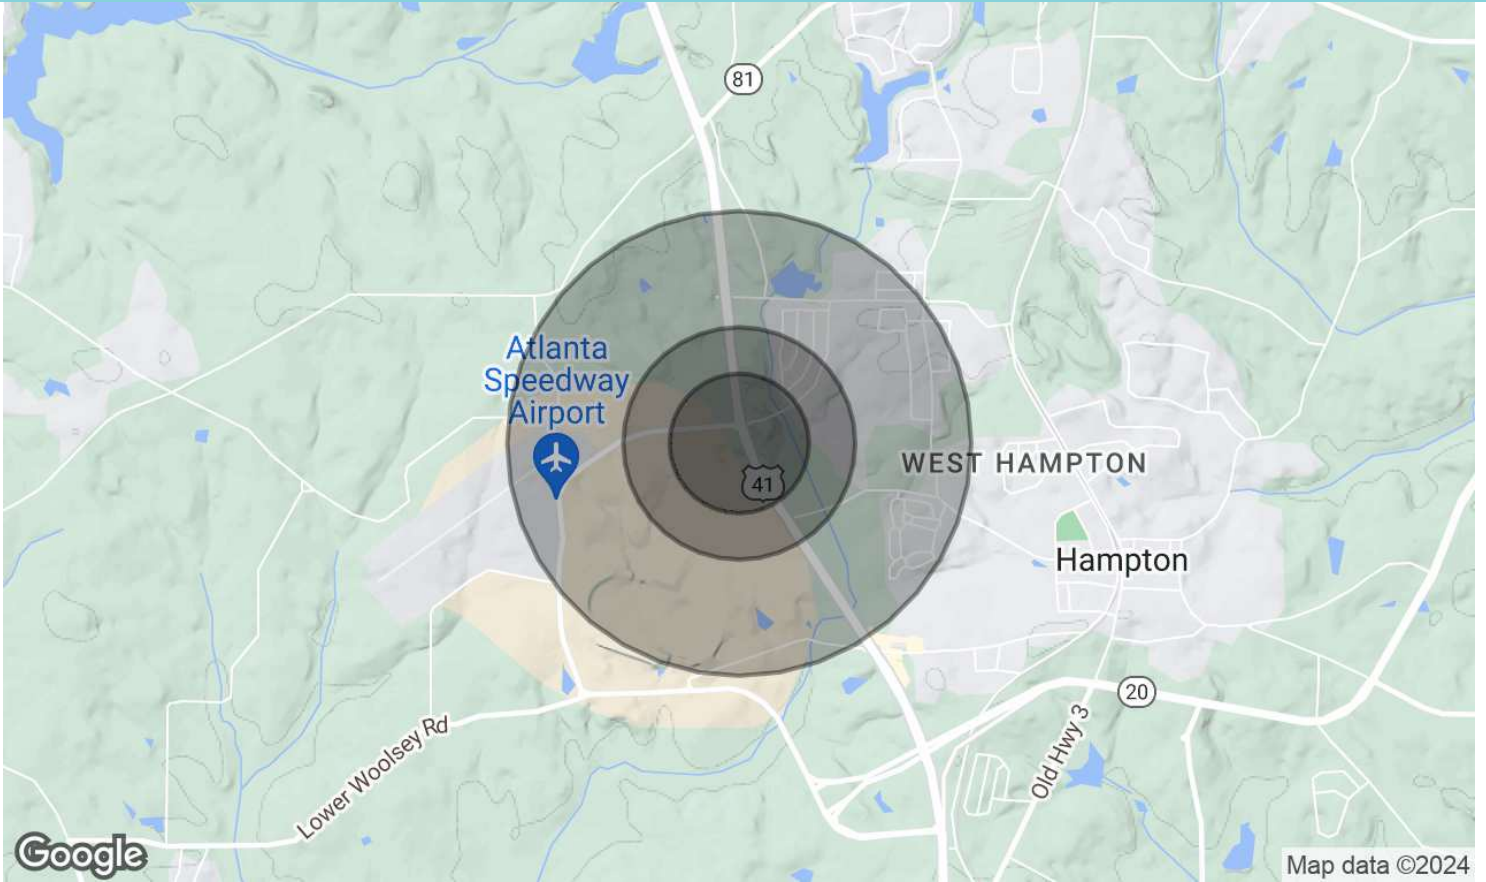 81
Atlanta
Speedway
Airport
41
WEST HAMPTON
Hampton
20
Old Hwy 3
Lower Woolsey Rd
Google
Map data ©2024